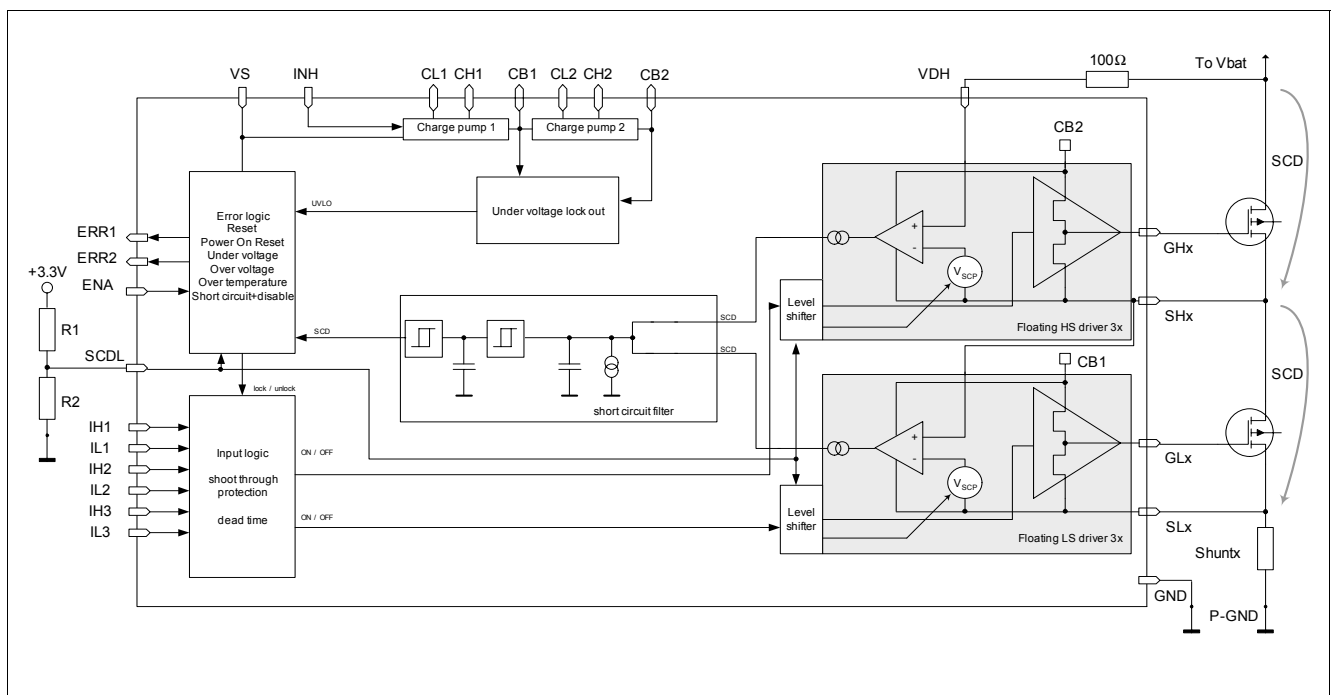 VS
INH
CL1
CH1
CB1
CL2
CH2
CB2
VDH
100Ω
To Vbat
Charge pump 1
Charge pump 2
CB2
SCD
Error logic
Reset
Power On Reset
Under voltage
Over voltage
Over temperature
Short circuit+disable
UVLO
Under voltage lock out
ERR1
ERR2
ENA
+3.3V
R1
SCDL
R2
+
-
VSCP
GHx
Level
shifter
SHx
Floating HS driver 3x
SCD
SCD
SCD
short circuit filter
lock / unlock
CB1
SCD
IH1
IL1
IH2
IL2
IH3
IL3
Input logic
shoot through
protection
dead time
ON / OFF
ON / OFF
+
-
VSCP
GLx
Level
shifter
SLx
Floating LS driver 3x
Shuntx
GND
P-GND